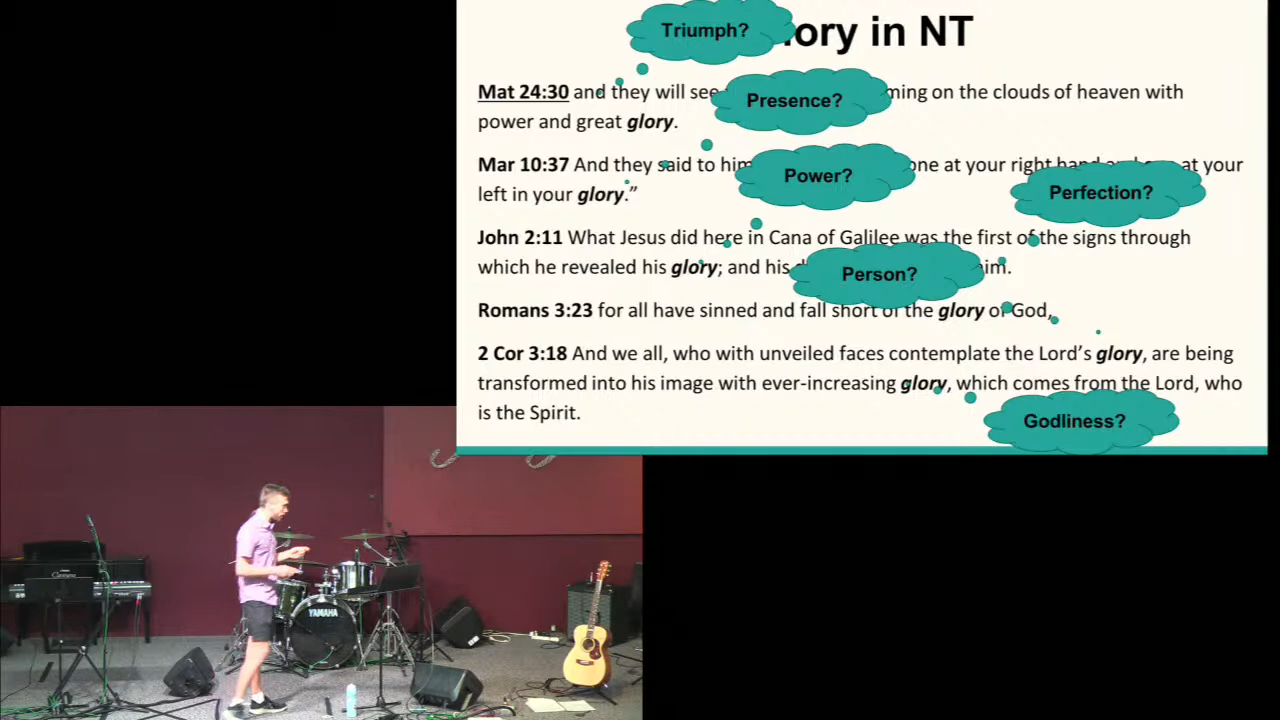 Triumph?
ory in NT
Mat 24:30 and they will see
Presence?
ming on the clouds of heaven with
power and great glory.
Mar 10:37 And they said to him
Power?
one at your right hand
at your
Perfection?
left in your glory.”
John 2:11 What Jesus did here in Cana of Galilee was the first of the signs through
which he revealed his glory; and his
Person?
im.
Romans 3:23 for all have sinned and fall short of the glory of God,
2 Cor 3:18 And we all, who with unveiled faces contemplate the Lord’s glory, are being
transformed into his image with ever-increasing glory, which comes from the Lord, who
is the Spirit.
Godliness?
YAMAHA